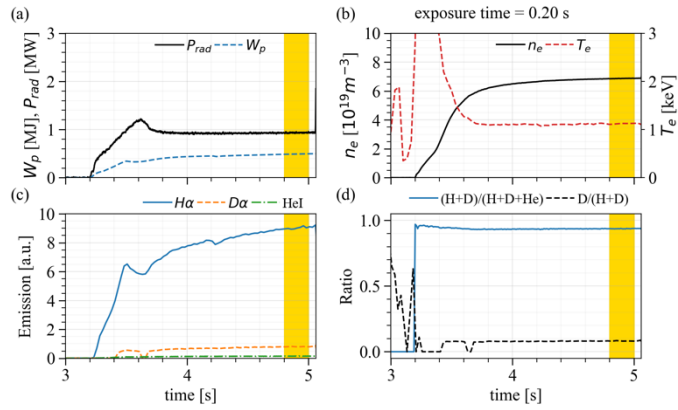 exposure time = 0.20 s
(a)
P_rad W_p
W_p [MJ], P_rad [MW]
3
2
1
0
(b)
n_e T_e
n_e [10^19 m^-3]
10
8
6
4
2
0
T_e [keV]
3
2
1
0
(c)
Hα Dα HeI
Emission [a.u.]
10
8
6
4
2
0
3 4 5
time [s]
(d)
(H+D)/(H+D+He) D/(H+D)
Ratio
1.0
0.5
0.0
3 4 5
time [s]